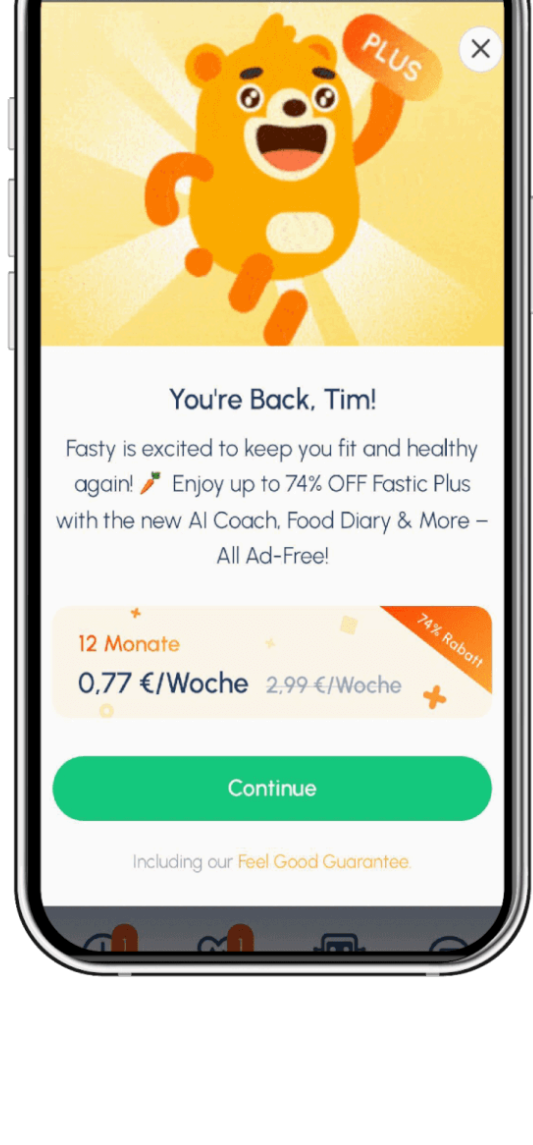 PLUS
You're Back, Tim!
Fasty is excited to keep you fit and healthy
again! 🥕 Enjoy up to 74% OFF Fastic Plus
with the new AI Coach, Food Diary & More –
All Ad-Free!
74% Rabatt
12 Monate
0,77 €/Woche 2,99 €/Woche
Continue
Including our Feel Good Guarantee.
1
1